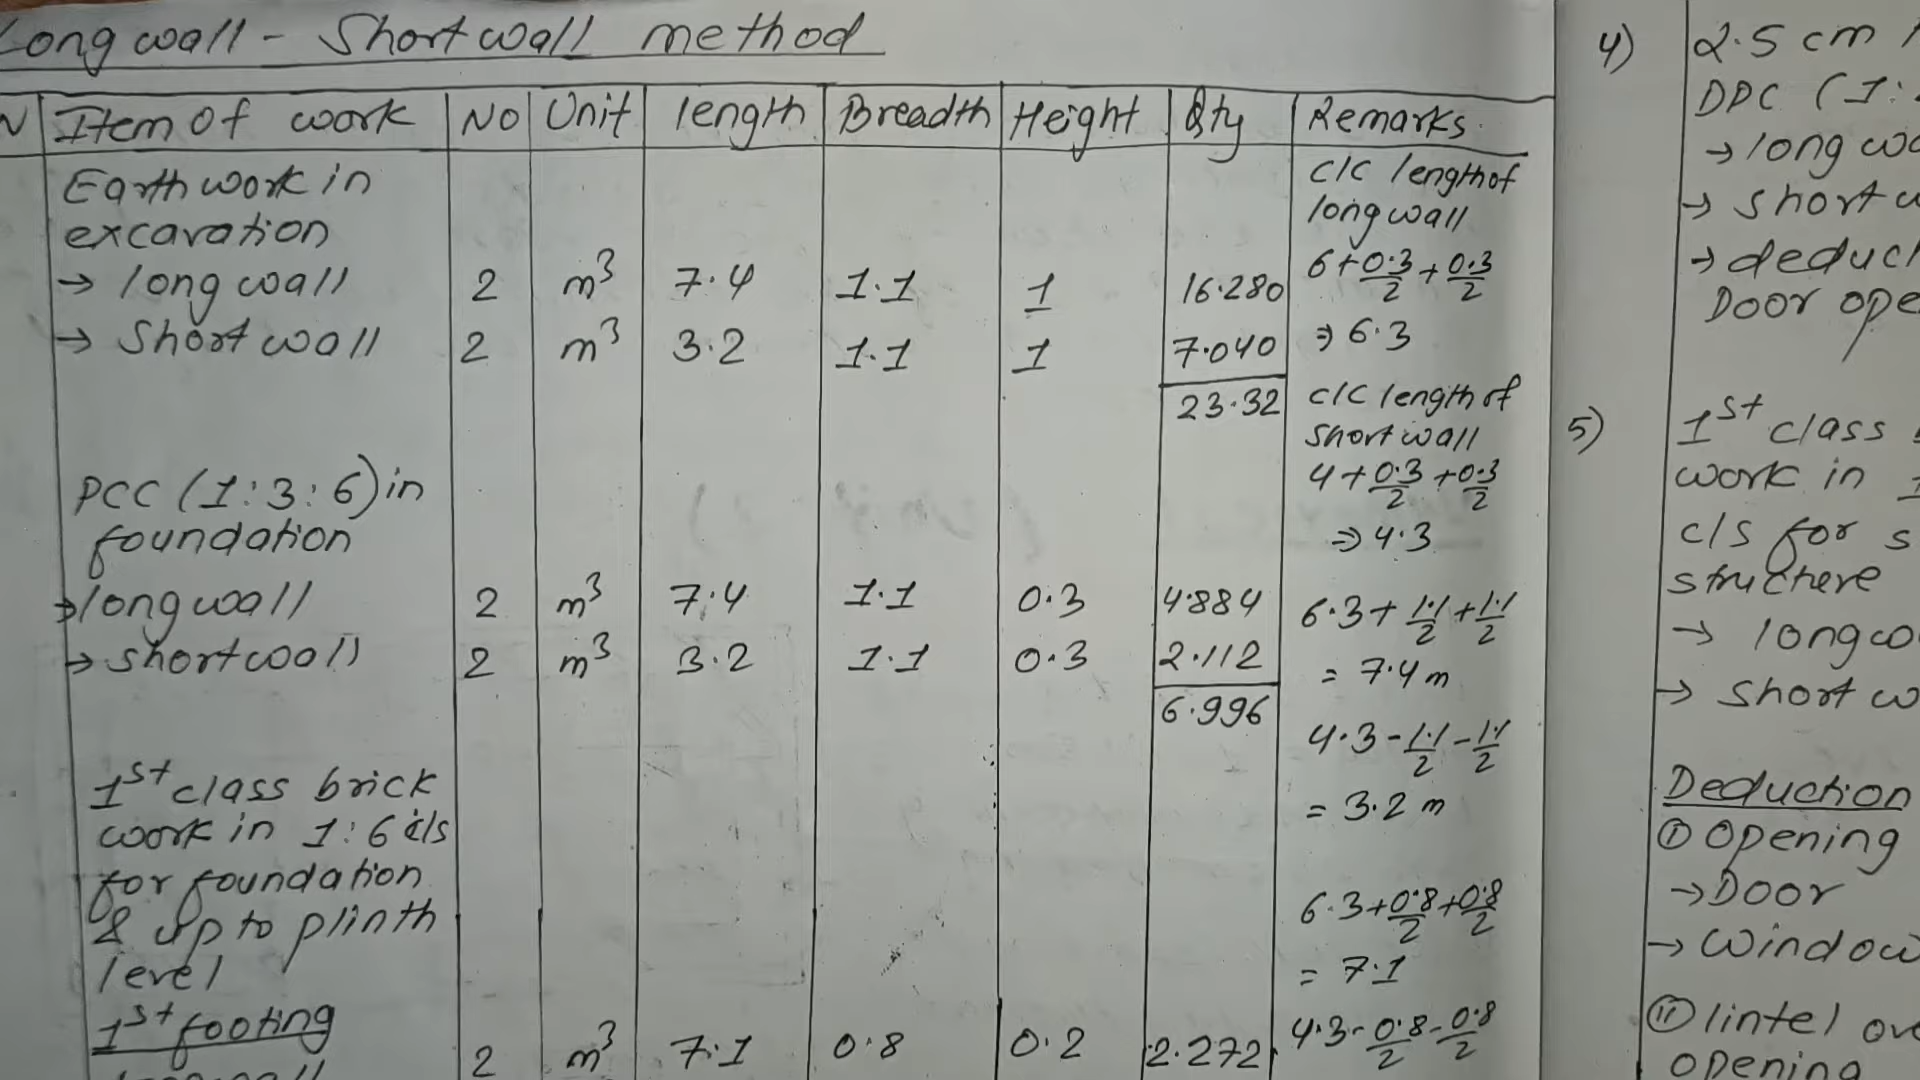 Long wall - Short wall method
N Item of work No Unit length Breadth Height Qty Remarks
Earthwork in
excavation
→ long wall 2 m³ 7.4 1.1 1 16.280
→ Short wall 2 m³ 3.2 1.1 1 7.040
23.32
PCC (1:3:6) in
foundation
→ long wall 2 m³ 7.4 1.1 0.3 4.884
→ short wall 2 m³ 3.2 1.1 0.3 2.112
6.996
1st class brick
work in 1:6 c/s
for foundation
& up to plinth
level
1st footing
2 m³ 7.1 0.8 0.2 2.272
c/c length of
long wall
6+0.3/2+0.3/2
⇒ 6.3
c/c length of
short wall
4+0.3/2+0.3/2
⇒ 4.3
6.3+1.1/2+1.1/2
= 7.4 m
4.3-1.1/2-1.1/2
= 3.2 m
6.3+0.8/2+0.8/2
= 7.1
4.3-0.8/2-0.8/2
4) 2.5 cm
DPC (1:
→ long
→ short
→ deduct
Door
5) 1st class
work in
c/s for
structere
→ long
→ short
Deduction
① Opening
→ Door
→ Window
⑪ lintel
opening